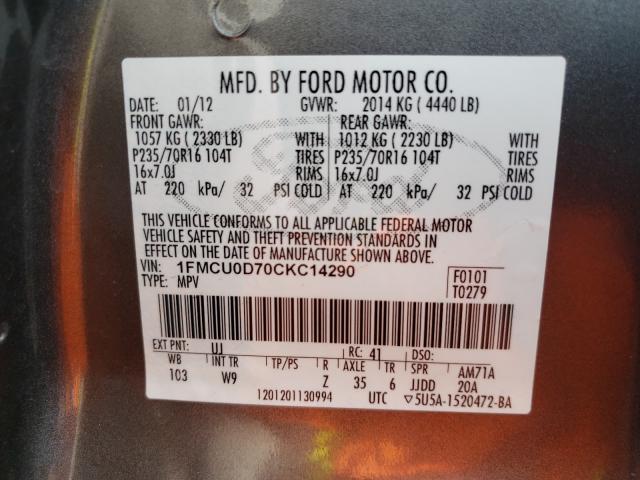 MFD. BY FORD MOTOR CO.
DATE: 01/12 GVWR: 2014 KG ( 4440 LB)
FRONT GAWR: REAR GAWR:
1057 KG ( 2330 LB) WITH 1012 KG ( 2230 LB) WITH
P235/70R16 104T TIRES P235/70R16 104T TIRES
16x7.0J RIMS 16x7.0J RIMS
AT 220 kPa/ 32 PSI COLD AT 220 kPa/ 32 PSI COLD
THIS VEHICLE CONFORMS TO ALL APPLICABLE FEDERAL MOTOR
VEHICLE SAFETY AND THEFT PREVENTION STANDARDS IN
EFFECT ON THE DATE OF MANUFACTURE SHOWN ABOVE.
VIN: 1FMCU0D70CKC14290 F0101
TYPE: MPV T0279
EXT PNT: UJ RC: 41 DSO:
WB INT TR TP/PS R AXLE TR SPR AM71A
103 W9 Z 35 6 JJDD 20A
1201201130994 UTC ▽5U5A-1520472-BA